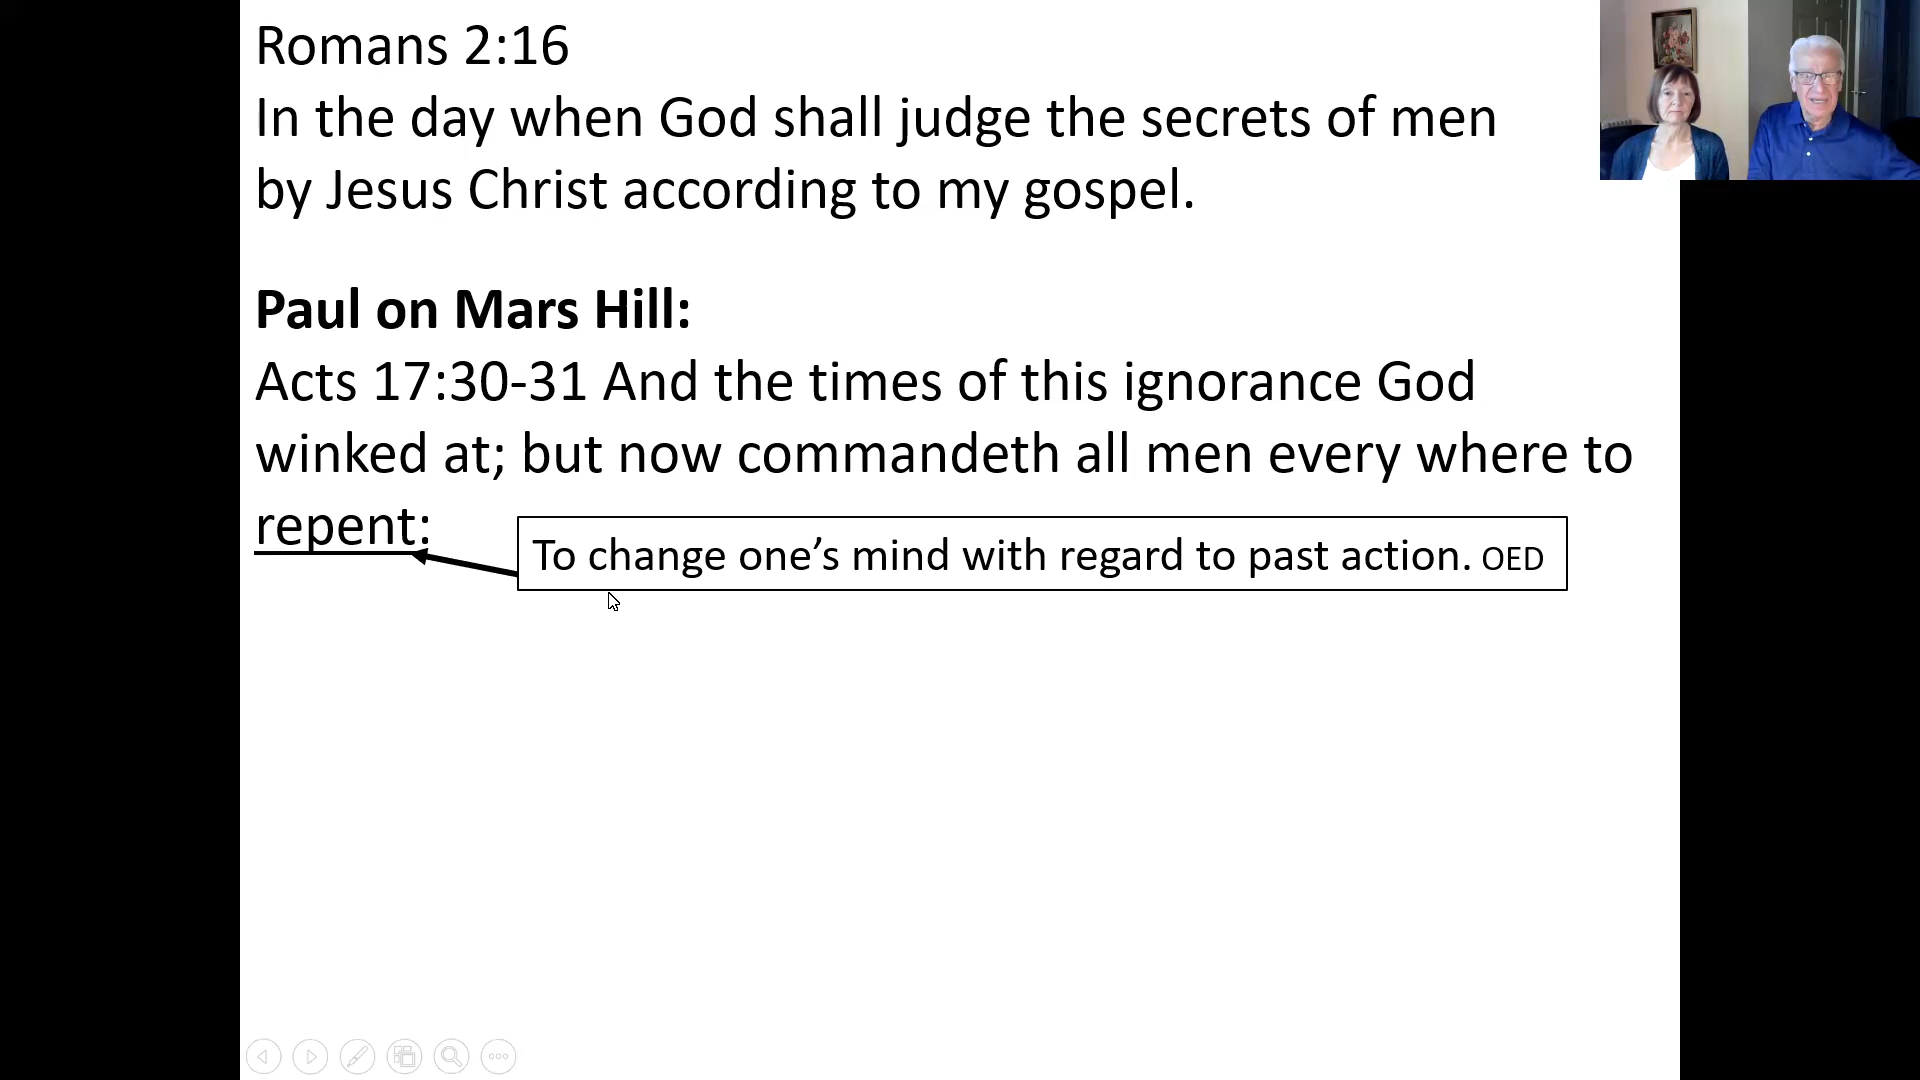 Romans 2:16
In the day when God shall judge the secrets of men
by Jesus Christ according to my gospel.
Paul on Mars Hill:
Acts 17:30-31 And the times of this ignorance God
winked at; but now commandeth all men every where to
repent:
To change one’s mind with regard to past action. OED